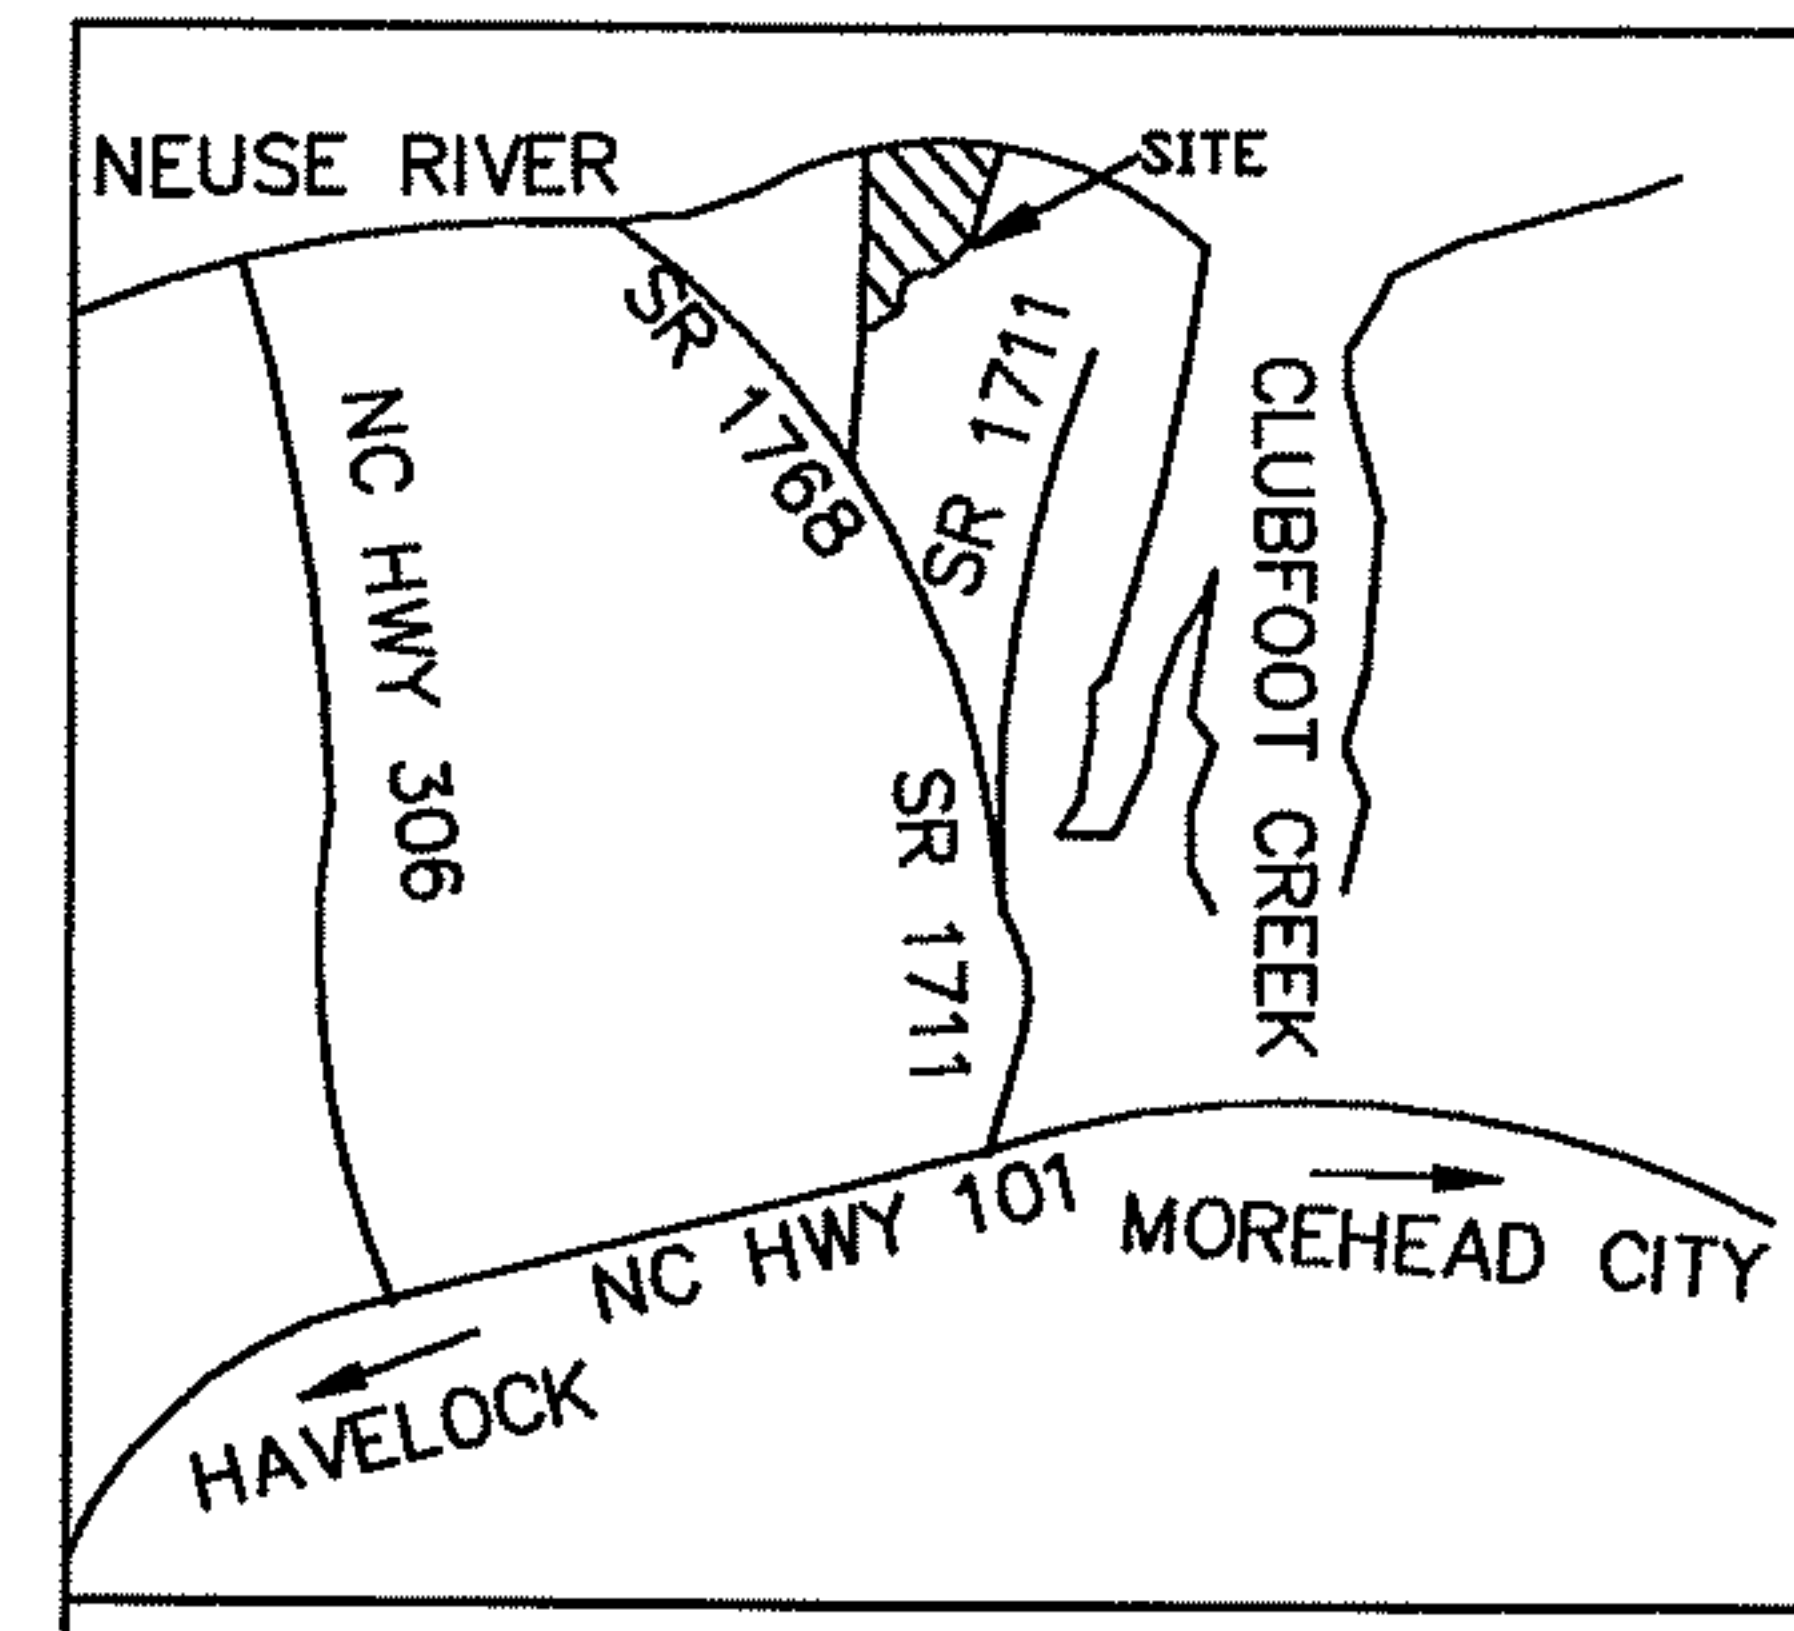 NEUSE RIVER
SITE
SR 1768
SR 1711
NC HWY 306
CLUBFOOT CREEK
SR 1711
NC HWY 101
MOREHEAD CITY
HAVELOCK